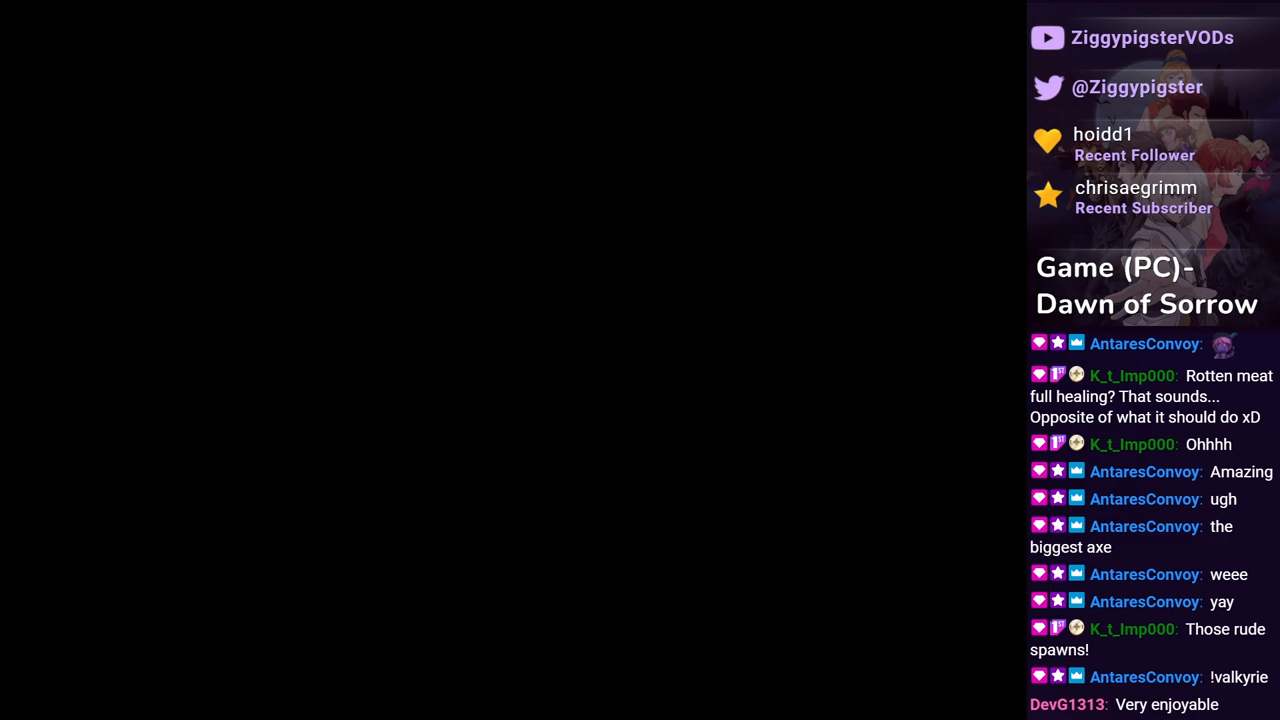 ZiggypigsterVODs
@Ziggypigster
hoidd1
Recent Follower
chrisaegrimm
Recent Subscriber
Game (PC)-
Dawn of Sorrow
AntaresConvoy:
K_t_Imp000: Rotten meat
full healing? That sounds...
Opposite of what it should do xD
K_t_Imp000: Ohhhh
AntaresConvoy: Amazing
AntaresConvoy: ugh
AntaresConvoy: the
biggest axe
AntaresConvoy: weee
AntaresConvoy: yay
K_t_Imp000: Those rude
spawns!
AntaresConvoy: !valkyrie
DevG1313: Very enjoyable